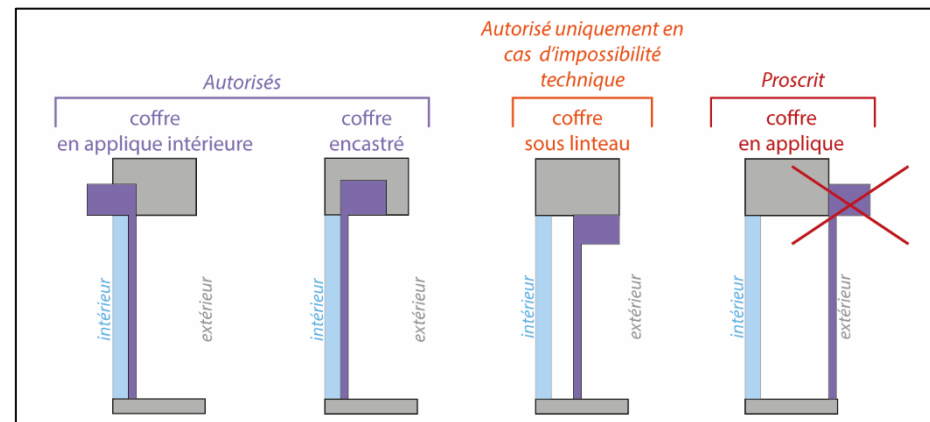 Autorisés
coffre
en applique intérieure
coffre
encastré
Autorisé uniquement en
cas d'impossibilité
technique
coffre
sous linteau
Proscrit
coffre
en applique
intérieur
extérieur
intérieur
extérieur
intérieur
extérieur
intérieur
extérieur